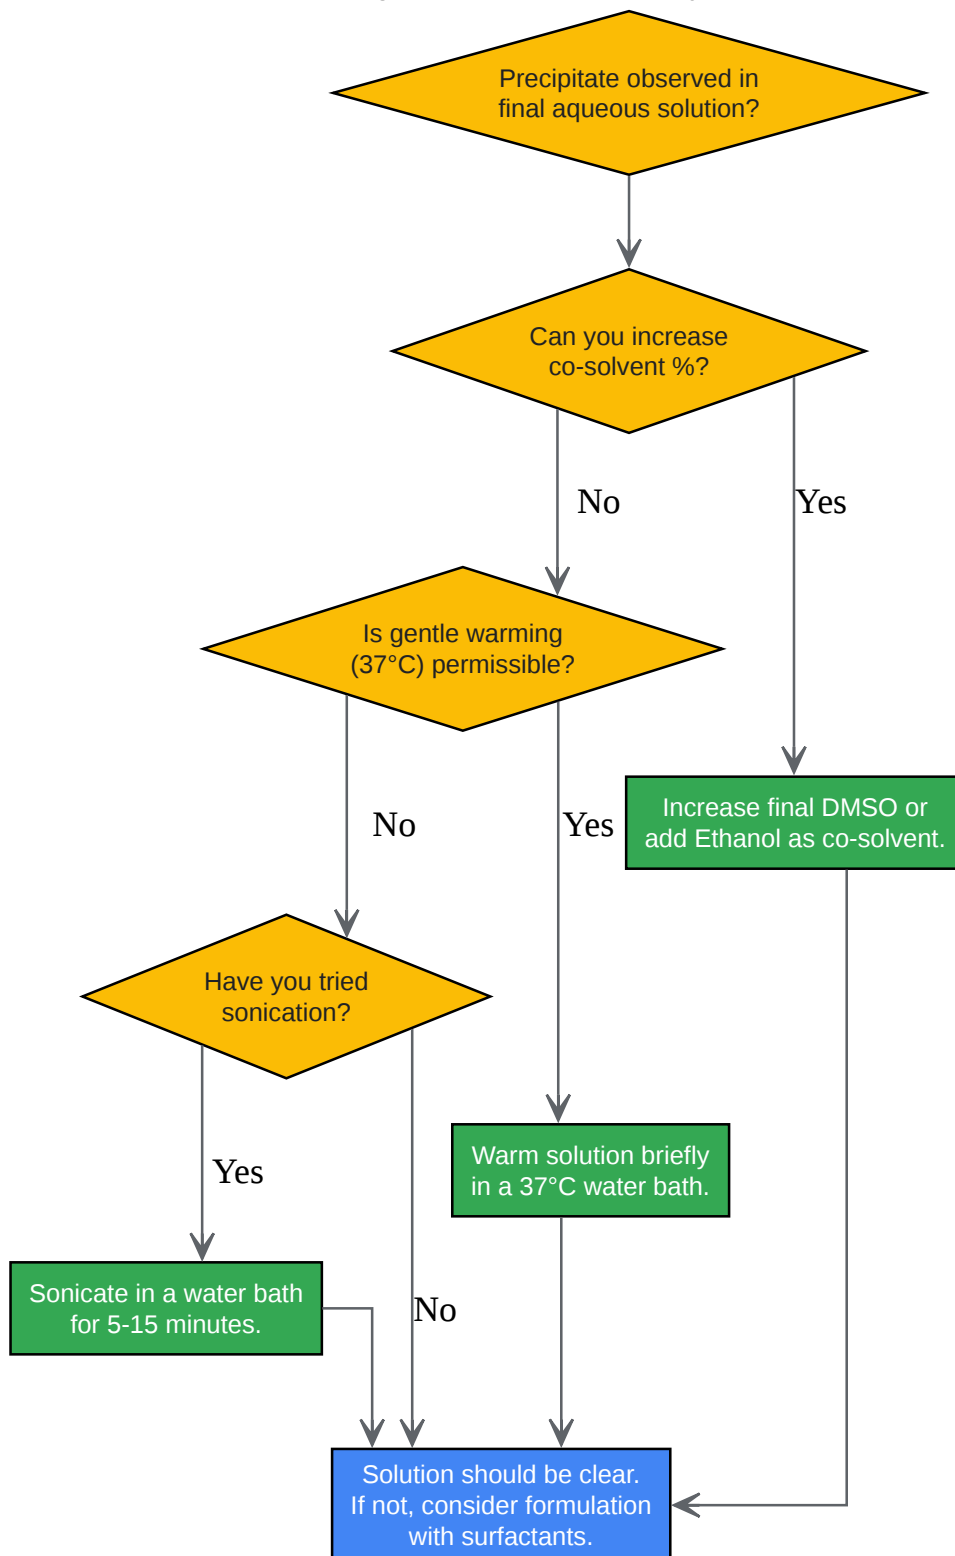 Precipitate observed in
final aqueous solution?
Can you increase
co-solvent %?
No
Yes
Is gentle warming
(37°C) permissible?
No
Yes
Increase final DMSO or
add Ethanol as co-solvent.
Have you tried
sonication?
Yes
Warm solution briefly
in a 37°C water bath.
Sonicate in a water bath
for 5-15 minutes.
No
Solution should be clear.
If not, consider formulation
with surfactants.